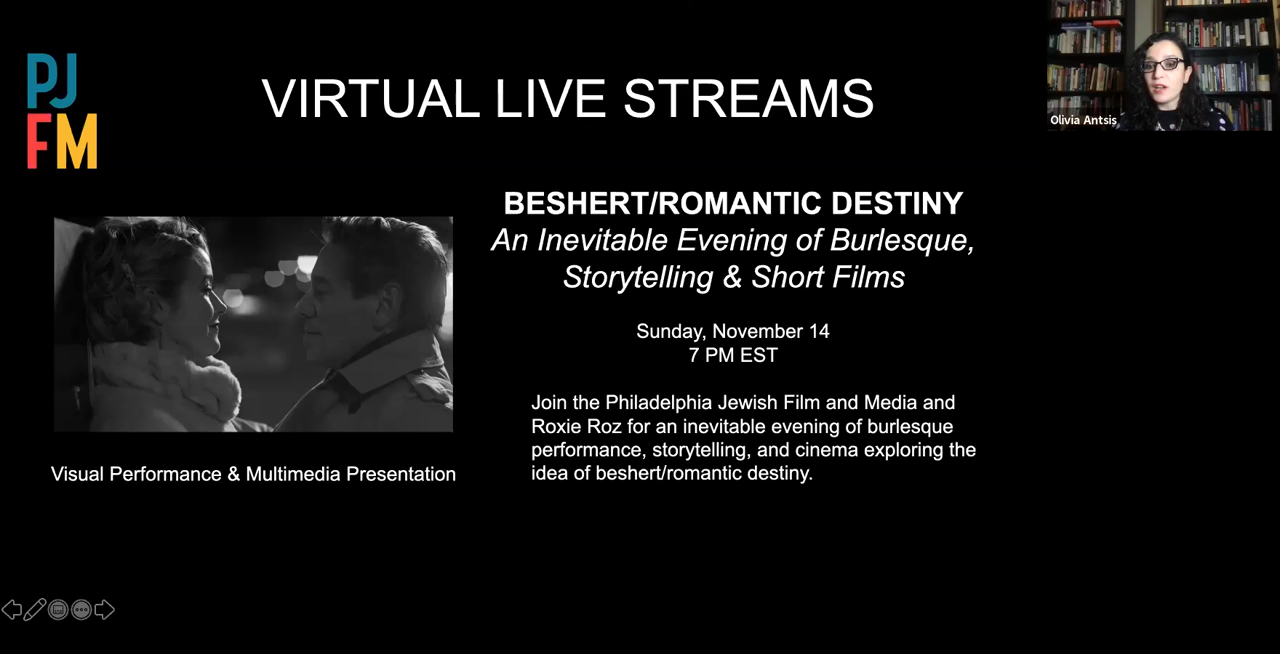 PJ
FM
VIRTUAL LIVE STREAMS
Olivia Antsis
BESHERT/ROMANTIC DESTINY
An Inevitable Evening of Burlesque,
Storytelling & Short Films
Sunday, November 14
7 PM EST
Join the Philadelphia Jewish Film and Media and
Roxie Roz for an inevitable evening of burlesque
performance, storytelling, and cinema exploring the
idea of beshert/romantic destiny.
Visual Performance & Multimedia Presentation